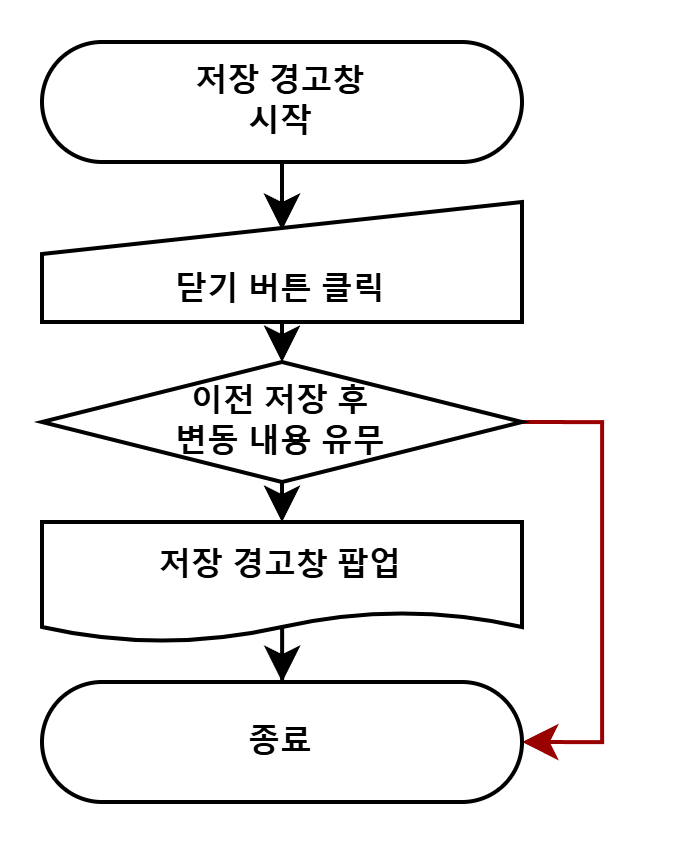 저장 경고창
시작
닫기 버튼 클릭
이전 저장 후
변동 내용 유무
저장 경고창 팝업
종료